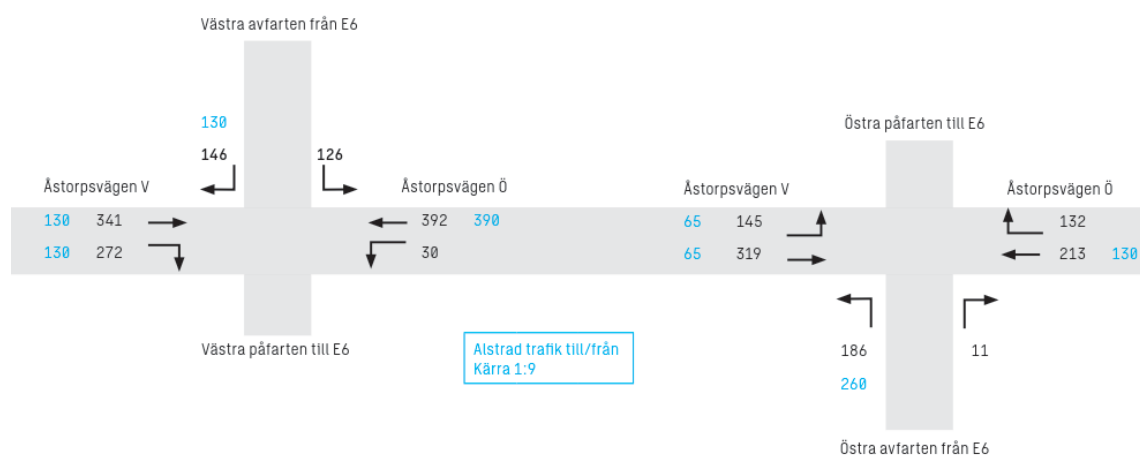 Västra avfarten från E6
130
146 126
Åstorpsvägen V
130 341
130 272
Åstorpsvägen Ö
392 390
30
Västra påfarten till E6
Alstrad trafik till/från
Kärra 1:9
Östra påfarten till E6
Åstorpsvägen V
65 145
65 319
Åstorpsvägen Ö
132
213 130
186 11
260
Östra avfarten från E6